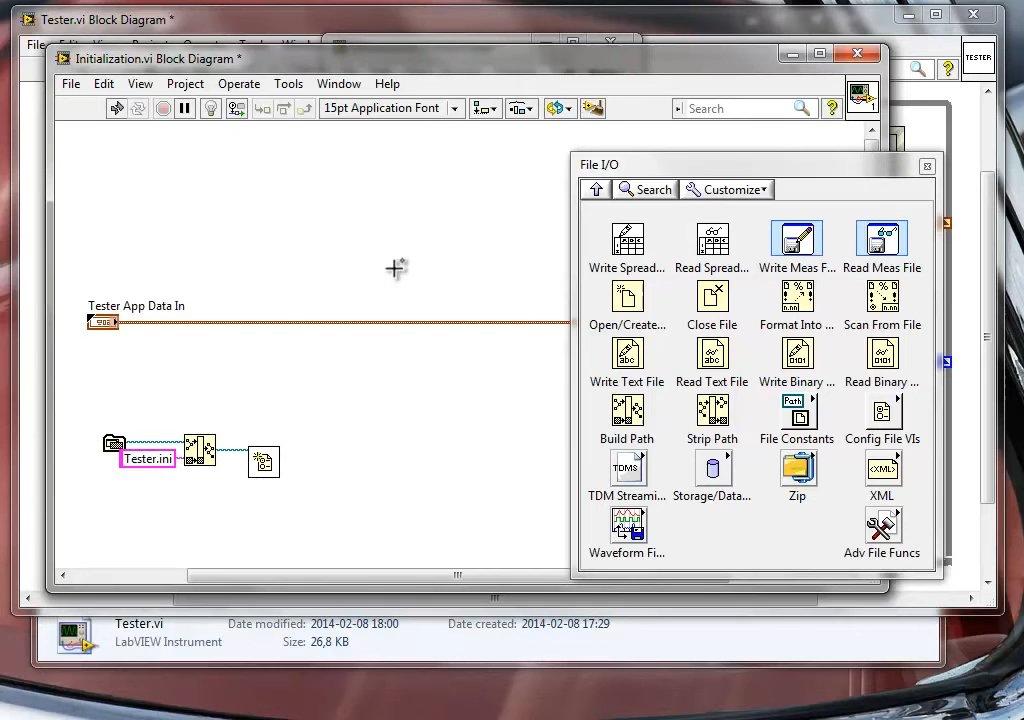 Tester.vi Block Diagram *
File
TESTER
Initialization.vi Block Diagram *
File Edit View Project Operate Tools Window Help
15pt Application Font
Search
1
File I/O
Search Customize
Write Spread... Read Spread... Write Meas F... Read Meas File
Open/Create... Close File Format Into ... Scan From File
Write Text File Read Text File Write Binary ... Read Binary ...
Build Path Strip Path File Constants Config File VIs
TDM Streami... Storage/Data... Zip XML
Waveform Fi... Adv File Funcs
Tester App Data In
Tester.ini
Tester.vi Date modified: 2014-02-08 18:00 Date created: 2014-02-08 17:29
LabVIEW Instrument Size: 26,8 KB